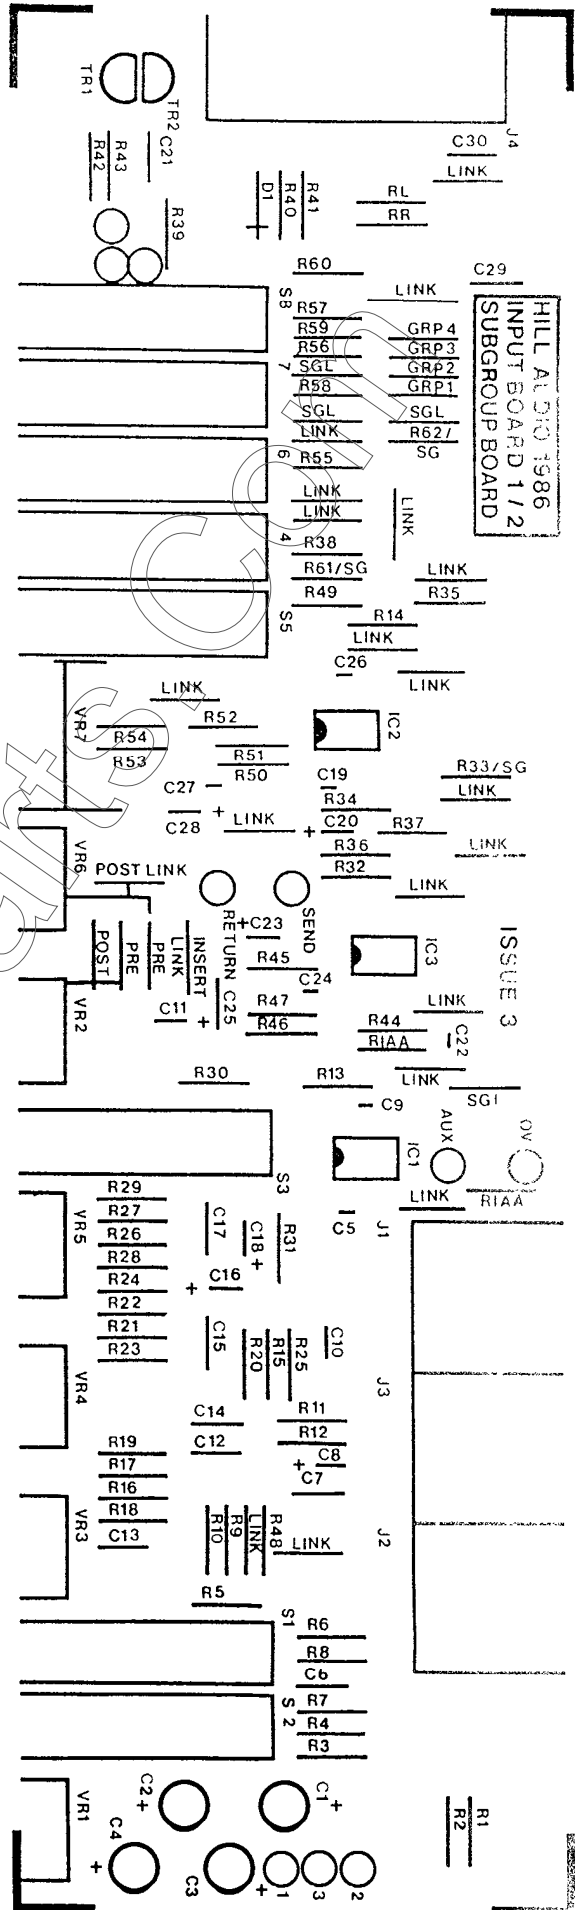 J4
TR1
TR2
C21
R43
R42
R39
C30
LINK
D1
R40
R41
RL
RR
R60
C29
LINK
HILL AUDIO 1986
INPUT BOARD 1/2
SUBGROUP BOARD
S8
R57
R59
R56
7
SGL
R58
SGL
LINK
6
R55
GRP4
GRP3
GRP2
GRP1
SGL
R62/
SG
LINK
LINK
LINK
4
R38
R61/SG
R49
S5
LINK
R35
R14
LINK
C26
LINK
LINK
R52
IC2
VR7
R54
R53
R51
R50
C27
C28
+
LINK
C19
R34
+
C20
R37
R33/SG
LINK
R36
R32
LINK
LINK
VR6
POST LINK
RETURN
SEND
+C23
R45
IC3
ISSUE 3
POST
PRE
PRE
LINK
INSERT
C25
+
C11
C24
R47
R46
LINK
R44
RIAA
C22
VR2
R30
R13
LINK
SG1
C9
AUX
OV
IC1
S3
LINK
RIAA
VR5
R29
R27
R26
R28
R24
R22
R21
R23
C17
C18
+
R31
C5
J1
+
C16
C15
R20
R15
R25
C10
VR4
J3
C14
R11
R12
C12
+
C8
C7
R19
R17
R16
R18
C13
VR3
R10
R9
LINK
R48
LINK
J2
R5
S1
R6
R8
C6
S2
R7
R4
R3
VR1
C2
+
C1
+
C4
+
C3
+
1
3
2
R1
R2
Parts.com